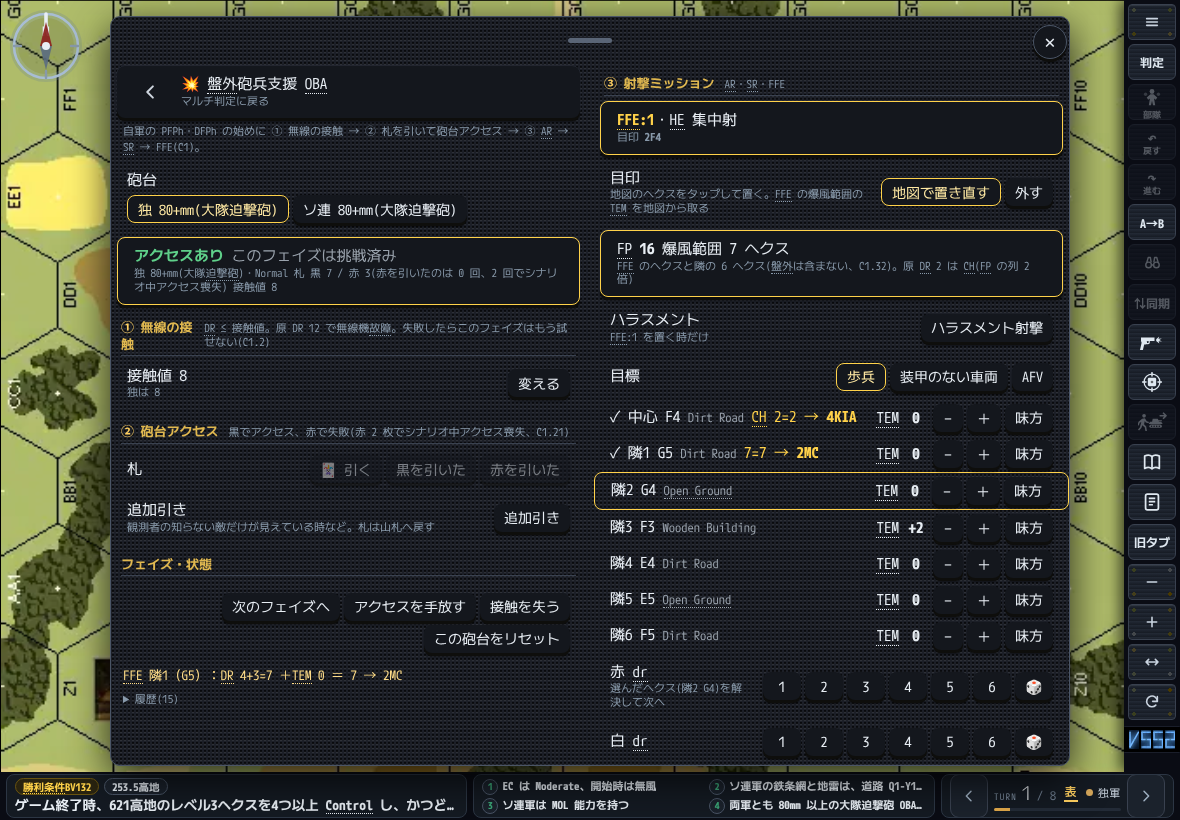 FF1
EE1
DD1
CC1
BB1
AA1
Z1
FF10
DD10
BB10
Z10
💥 盤外砲兵支援 OBA
マルチ判定に戻る
自軍の PFPh・DFPh の始めに ① 無線の接触 → ② 札を引いて砲台アクセス → ③ AR →
SR → FFE(C1)。
砲台
独 80+mm(大隊迫撃砲)
ソ連 80+mm(大隊迫撃砲)
アクセスあり このフェイズは挑戦済み
独 80+mm(大隊迫撃砲)・Normal 札 黒 7 / 赤 3(赤を引いたのは 0 回、2 回でシナリ
オ中アクセス喪失) 接触値 8
① 無線の接
触
DR ≤ 接触値。原 DR 12 で無線機故障。失敗したらこのフェイズはもう試
せない(C1.2)
接触値 8
独は 8
変える
② 砲台アクセス 黒でアクセス、赤で失敗(赤 2 枚でシナリオ中アクセス喪失、C1.21)
札
🃏 引く
黒を引いた
赤を引いた
追加引き
観測者の知らない敵だけが見えている時など。札は山札へ戻す
追加引き
フェイズ・状態
次のフェイズへ
アクセスを手放す
接触を失う
この砲台をリセット
FFE 隣1 (G5) :DR 4+3=7 +TEM 0 = 7 → 2MC
▶ 履歴(15)
③ 射撃ミッション AR・SR・FFE
FFE:1・HE 集中射
目印 2F4
目印
地図のヘクスをタップして置く。FFE の爆風範囲の
TEM を地図から取る
地図で置き直す
外す
FP 16 爆風範囲 7 ヘクス
FFE のヘクスと隣の 6 ヘクス(盤外は含まない、C1.32)。原 DR 2 は CH(FP の列 2
倍)
ハラスメント
FFE:1 を置く時だけ
ハラスメント射撃
目標
歩兵
装甲のない車両
AFV
✓ 中心 F4 Dirt Road CH 2=2 → 4KIA TEM 0 − + 味方
✓ 隣1 G5 Dirt Road 7=7 → 2MC TEM 0 − + 味方
隣2 G4 Open Ground TEM 0 − + 味方
隣3 F3 Wooden Building TEM +2 − + 味方
隣4 E4 Dirt Road TEM 0 − + 味方
隣5 E5 Open Ground TEM 0 − + 味方
隣6 F5 Dirt Road TEM 0 − + 味方
赤 dr
選んだヘクス(隣2 G4)を解
決して次へ
1 2 3 4 5 6
白 dr
1 2 3 4 5 6
判定
部隊
戻す
進む
A→B
⇅同期
旧タブ
VSS2
勝利条件BV132
253.5高地
ゲーム終了時、621高地のレベル3ヘクスを4つ以上 Control し、かつど…
① EC は Moderate、開始時は無風
② ソ連軍の鉄条網と地雷は、道路 Q1-Y1…
③ ソ連軍は MOL 能力を持つ
④ 両軍とも 80mm 以上の大隊迫撃砲 OBA…
TURN 1 / 8 表 独軍